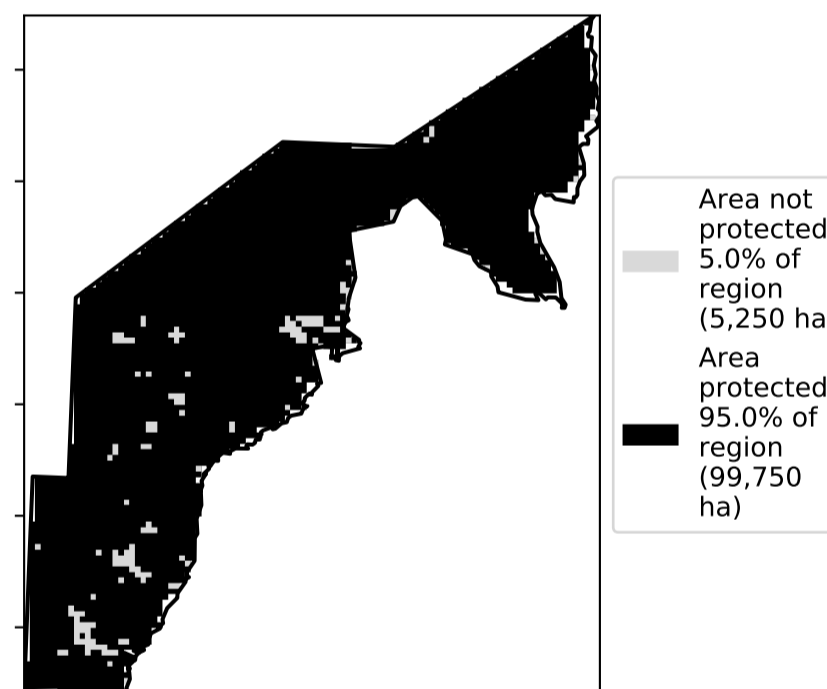 Area not
protected
5.0% of
region
(5,250 ha
Area
protected
95.0% of
region
(99,750
ha)